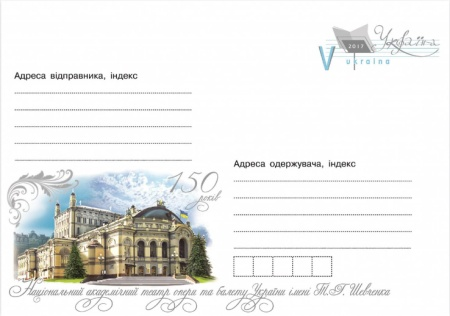 2017
Україна
V ukraina
Адреса відправника, індекс
Адреса одержувача, індекс
150
років
Національний академічний театр опери та балету України імені Т.Г. Шевченка